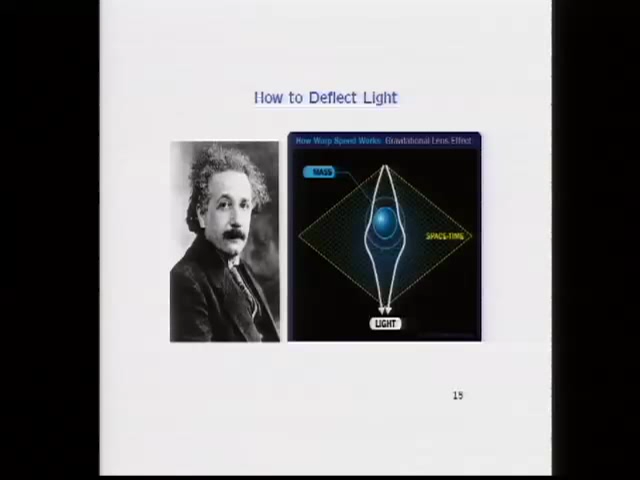 How to Deflect Light
How Warp Speed Works: Gravitational Lens Effect
MASS
SPACE-TIME
LIGHT
15